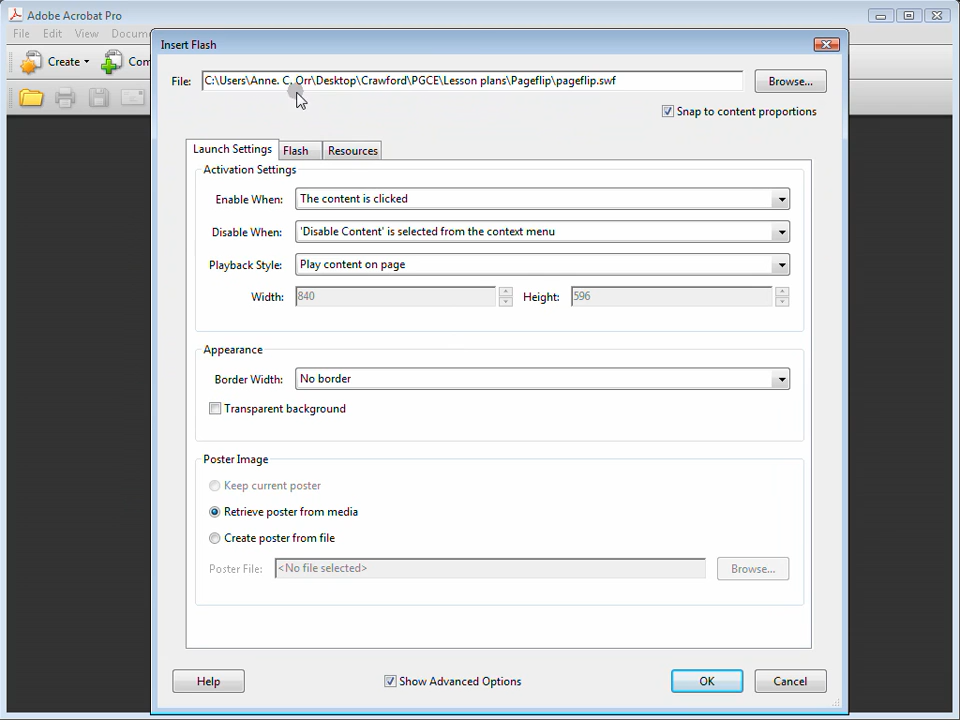 Adobe Acrobat Pro
File Edit View Docum
Create
Com
Insert Flash
File: C:\Users\Anne. C. Orr\Desktop\Crawford\PGCE\Lesson plans\Pageflip\pageflip.swf Browse...
Snap to content proportions
Launch Settings Flash Resources
Activation Settings
Enable When: The content is clicked
Disable When: 'Disable Content' is selected from the context menu
Playback Style: Play content on page
Width: 840 Height: 596
Appearance
Border Width: No border
Transparent background
Poster Image
Keep current poster
Retrieve poster from media
Create poster from file
Poster File: <No file selected> Browse...
Help Show Advanced Options OK Cancel